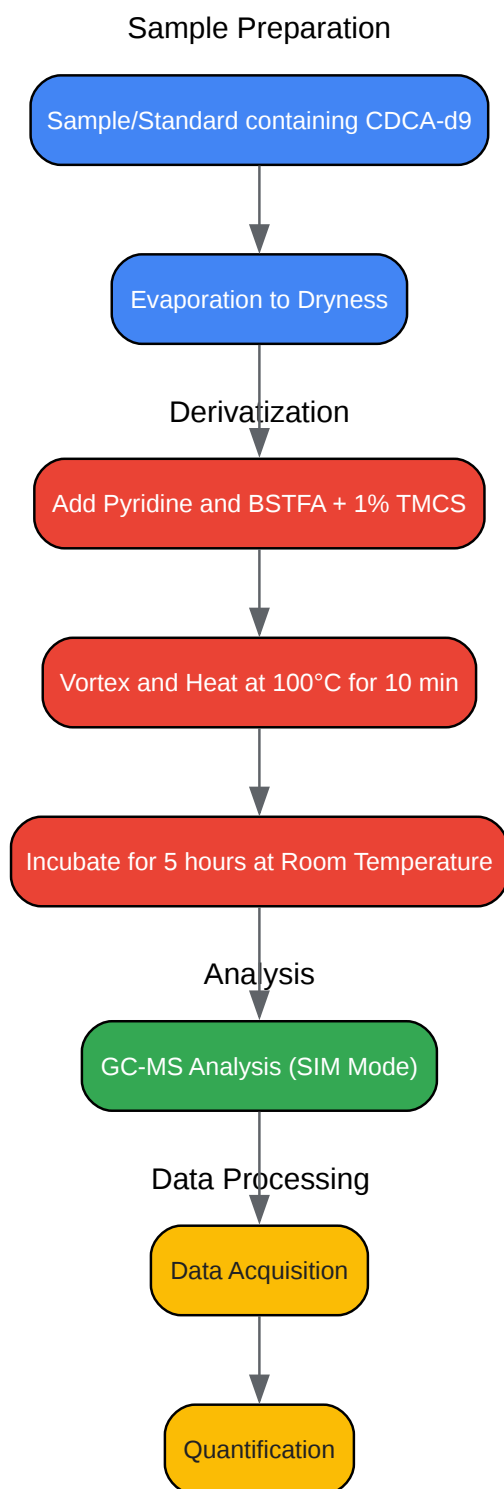 Sample Preparation
Sample/Standard containing CDCA-d9
Evaporation to Dryness
Derivatization
Add Pyridine and BSTFA + 1% TMCS
Vortex and Heat at 100°C for 10 min
Incubate for 5 hours at Room Temperature
Analysis
GC-MS Analysis (SIM Mode)
Data Processing
Data Acquisition
Quantification